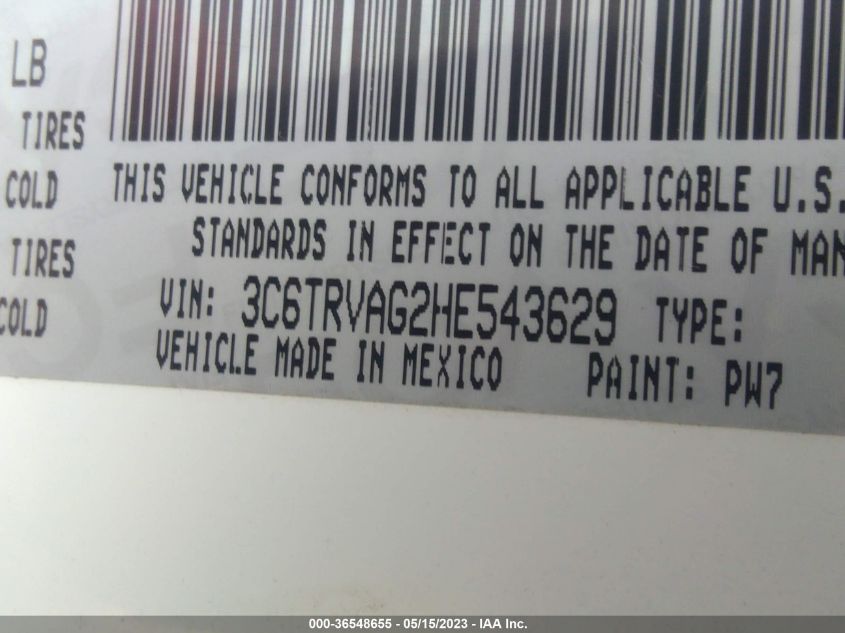 LB
TIRES
COLD
TIRES
COLD
THIS VEHICLE CONFORMS TO ALL APPLICABLE U.S.
STANDARDS IN EFFECT ON THE DATE OF MAN
VIN: 3C6TRVAG2HE543629 TYPE:
VEHICLE MADE IN MEXICO PAINT: PW7
000-36548655 - 05/15/2023 - IAA Inc.